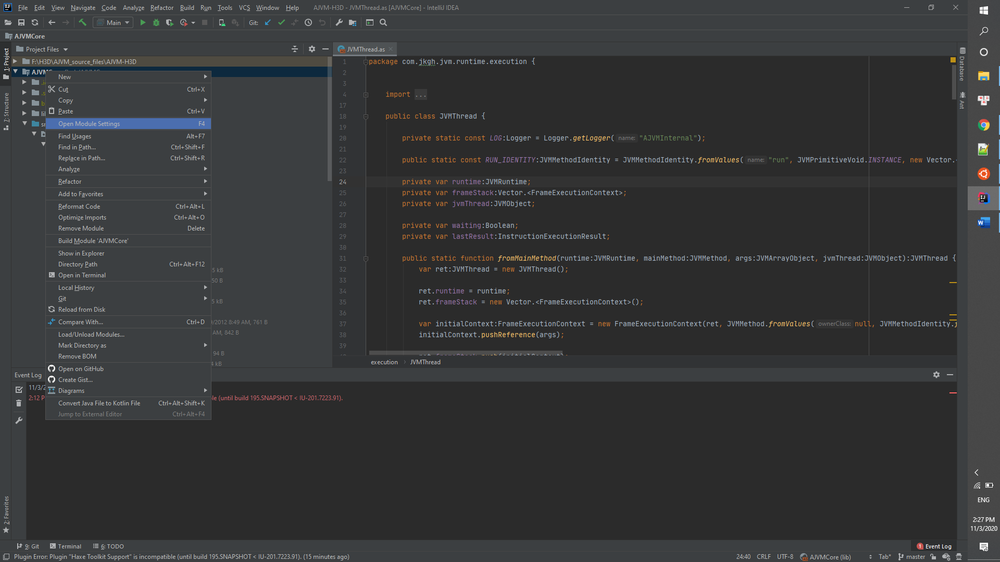 File Edit View Navigate Code Analyze Refactor Build Run Tools VCS Window Help AJVM-H3D - JVMThread.as [AJVMCore] - IntelliJ IDEA
Main Git:
AJVMCore
Project Files
JVMThread.as
1: Project
7: Structure
2: Favorites
F:\H3D\AJVM_source_files\AJVM-H3D
New
Cut Ctrl+X
Copy
Paste Ctrl+V
Open Module Settings F4
Find Usages Alt+F7
Find in Path... Ctrl+Shift+F
Replace in Path... Ctrl+Shift+R
Analyze
Refactor
Add to Favorites
Reformat Code Ctrl+Alt+L
Optimize Imports Ctrl+Alt+O
Remove Module Delete
Build Module 'AJVMCore'
Show in Explorer
Directory Path Ctrl+Alt+F12
Open in Terminal
Local History
Git
Reload from Disk
Compare With... Ctrl+D
Load/Unload Modules...
Mark Directory as
Remove BOM
Open on GitHub
Create Gist...
Diagrams
Convert Java File to Kotlin File Ctrl+Alt+Shift+K
Jump to External Editor Ctrl+Alt+F4
5 kB
50 B
5 kB
/2012 8:49 AM, 761 B
AM, 842 B
94 B
4 kB
1 package com.jkgh.jvm.runtime.execution {
2
3
4 import ...
17
18 public class JVMThread {
19
20 private static const LOG:Logger = Logger.getLogger( name: "AJVMInternal");
21
22 public static const RUN_IDENTITY:JVMMethodIdentity = JVMMethodIdentity.fromValues( name: "run", JVMPrimitiveVoid.INSTANCE, new Vector.
23
24 private var runtime:JVMRuntime;
25 private var frameStack:Vector.<FrameExecutionContext>;
26 private var jvmThread:JVMObject;
27
28 private var waiting:Boolean;
29 private var lastResult:InstructionExecutionResult;
30
31 public static function fromMainMethod(runtime:JVMRuntime, mainMethod:JVMMethod, args:JVMArrayObject, jvmThread:JVMObject):JVMThread {
32 var ret:JVMThread = new JVMThread();
33
34 ret.runtime = runtime;
35 ret.frameStack = new Vector.<FrameExecutionContext>();
36
37 var initialContext:FrameExecutionContext = new FrameExecutionContext(ret, JVMMethod.fromValues( ownerClass: null, JVMMethodIdentity.
38 initialContext.pushReference(args);
39
execution JVMThread
Database
Ant
Event Log
11/3/2
2:12 P le (until build 195.SNAPSHOT < IU-201.7223.91).
9: Git Terminal 6: TODO 1 Event Log
Plugin Error: Plugin "Haxe Toolkit Support" is incompatible (until build 195.SNAPSHOT < IU-201.7223.91). (15 minutes ago) 24:40 CRLF UTF-8 AJVMCore (lib) Tab* master
ENG
2:27 PM
11/3/2020